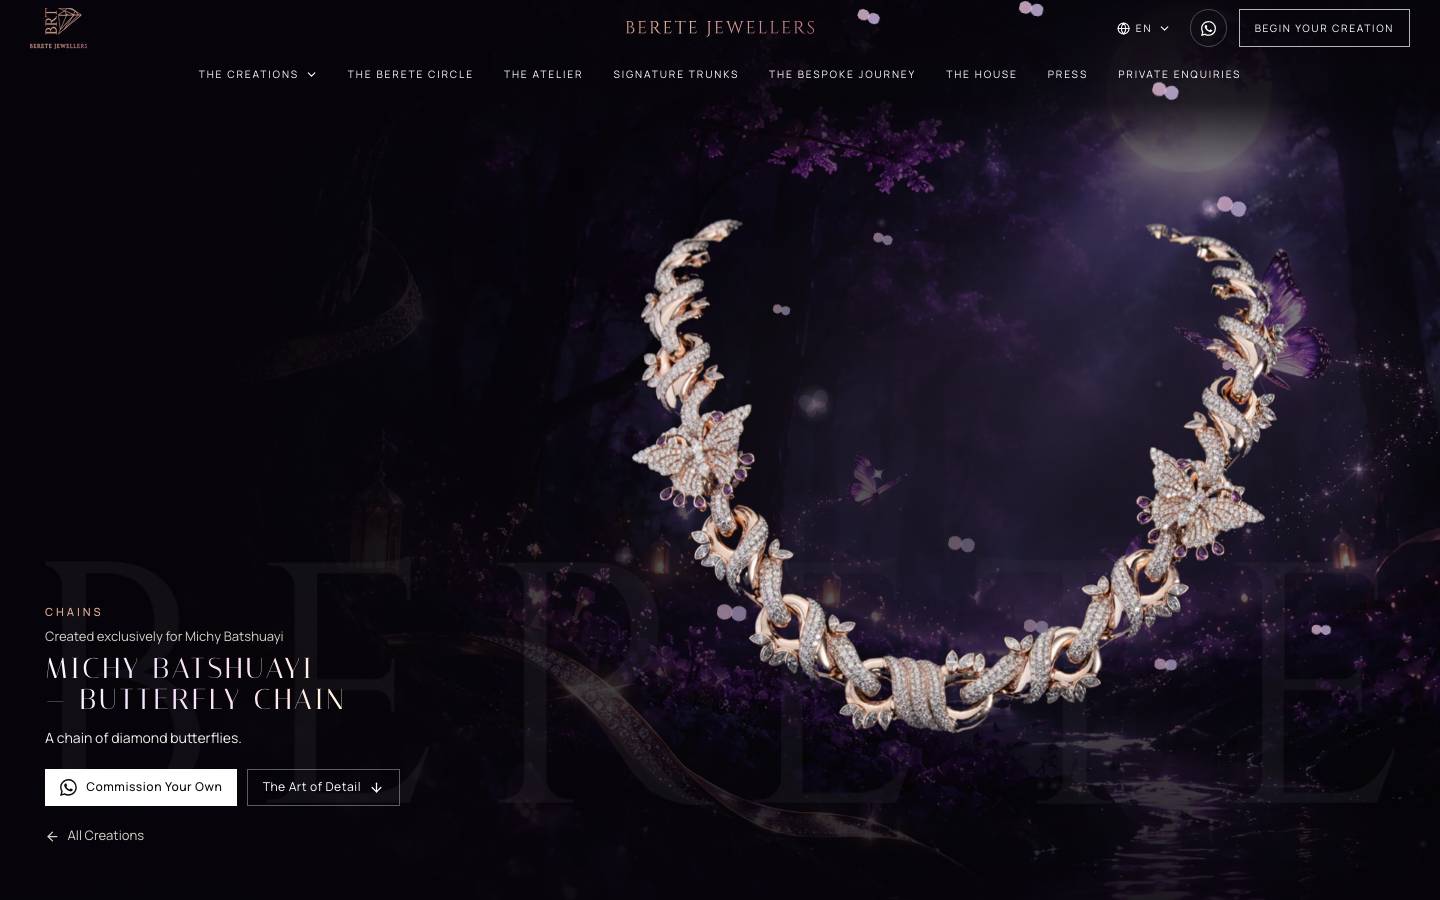 BRT
BERETE JEWELLERS
BERETE JEWELLERS
EN
BEGIN YOUR CREATION
THE CREATIONS
THE BERETE CIRCLE
THE ATELIER
SIGNATURE TRUNKS
THE BESPOKE JOURNEY
THE HOUSE
PRESS
PRIVATE ENQUIRIES
BERETE
CHAINS
Created exclusively for Michy Batshuayi
MICHY BATSHUAYI
— BUTTERFLY CHAIN
A chain of diamond butterflies.
Commission Your Own
The Art of Detail
All Creations